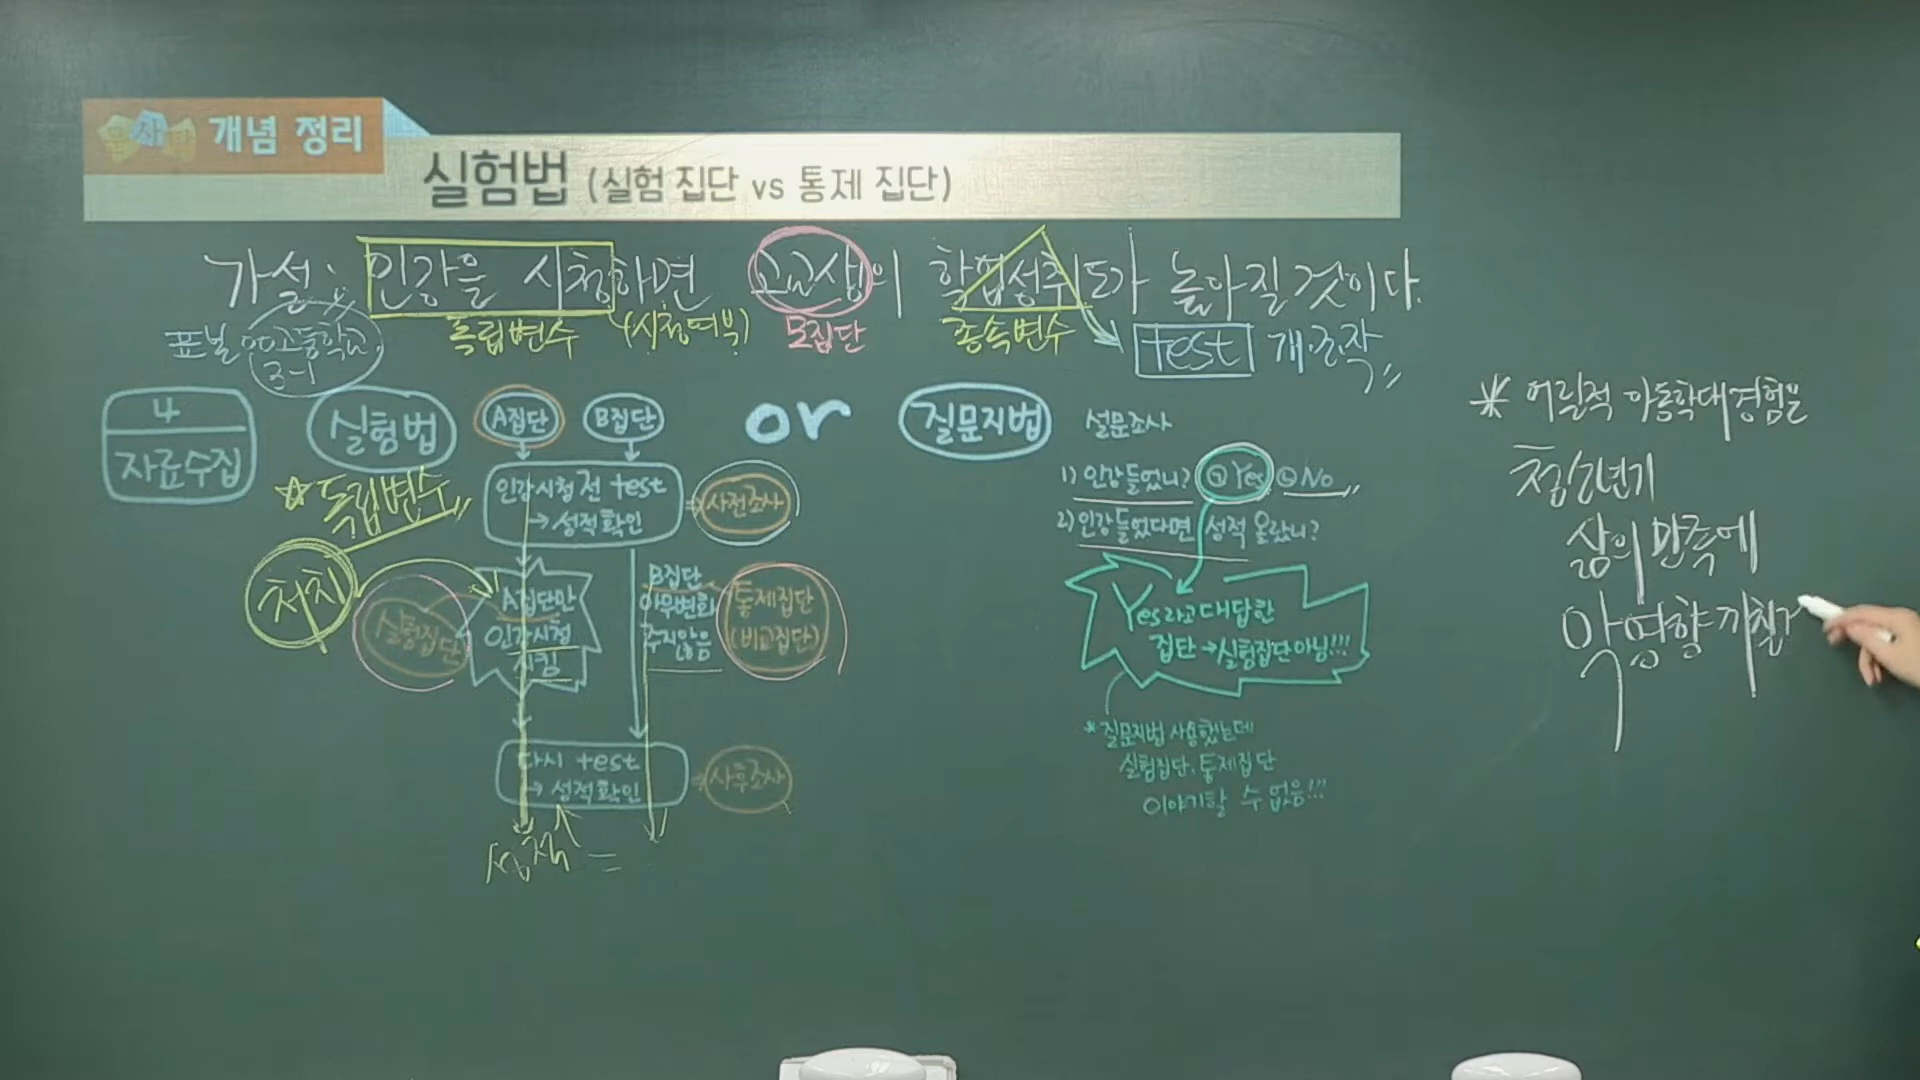 개념 정리
실험법 (실험 집단 vs 통제 집단)
가설 : 인강을 시청하면 고교생이 학업성취도가 높아질 것이다.
독립변수 (시청여부) 모집단 종속변수
test 개.조.작
표닐 ○○고등학교
3-1
4
자료수집
실험법
A집단
B집단
or
질문지법
설문조사
☆ 독립변수
인강시청 전 test
→ 성적확인
⇒ 사전조사
1) 인강들었니? ㉠ Yes ㉡ No
2) 인강들었다면 성적 올랐니?
처치
실험집단
A집단만
인강시청
시킴
B집단
아무변화
주지않음
통제집단
(비교집단)
Yes라고 대답한
집단 → 실험집단 아님!!!
* 질문지법 사용했는데
실험집단, 통제집단
이야기할 수 없음!!!
다시 test
→ 성적확인
⇒ 사후조사
성적↑ =
* 어릴적 아동학대경험을
청소년기
삶의 만족에
악영향 끼친